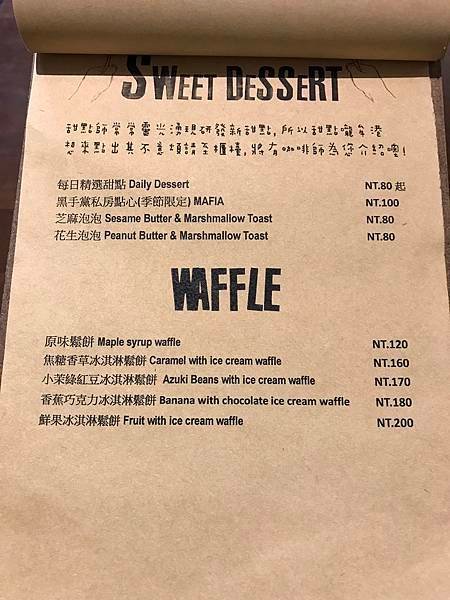 SWEET DESSERT
甜點師常常靈光湧現研發新甜點,所以甜點嚨ㄟ港
想來點出其不意煩請至櫃檯,將有咖啡師為您介紹噢!
每日精選甜點 Daily Dessert NT.80 起
黑手黨私房點心(季節限定) MAFIA NT.100
芝麻泡泡 Sesame Butter & Marshmallow Toast NT.80
花生泡泡 Peanut Butter & Marshmallow Toast NT.80
WAFFLE
原味鬆餅 Maple syrup waffle NT.120
焦糖香草冰淇淋鬆餅 Caramel with ice cream waffle NT.160
小茉綠紅豆冰淇淋鬆餅 Azuki Beans with ice cream waffle NT.170
香蕉巧克力冰淇淋鬆餅 Banana with chocolate ice cream waffle NT.180
鮮果冰淇淋鬆餅 Fruit with ice cream waffle NT.200